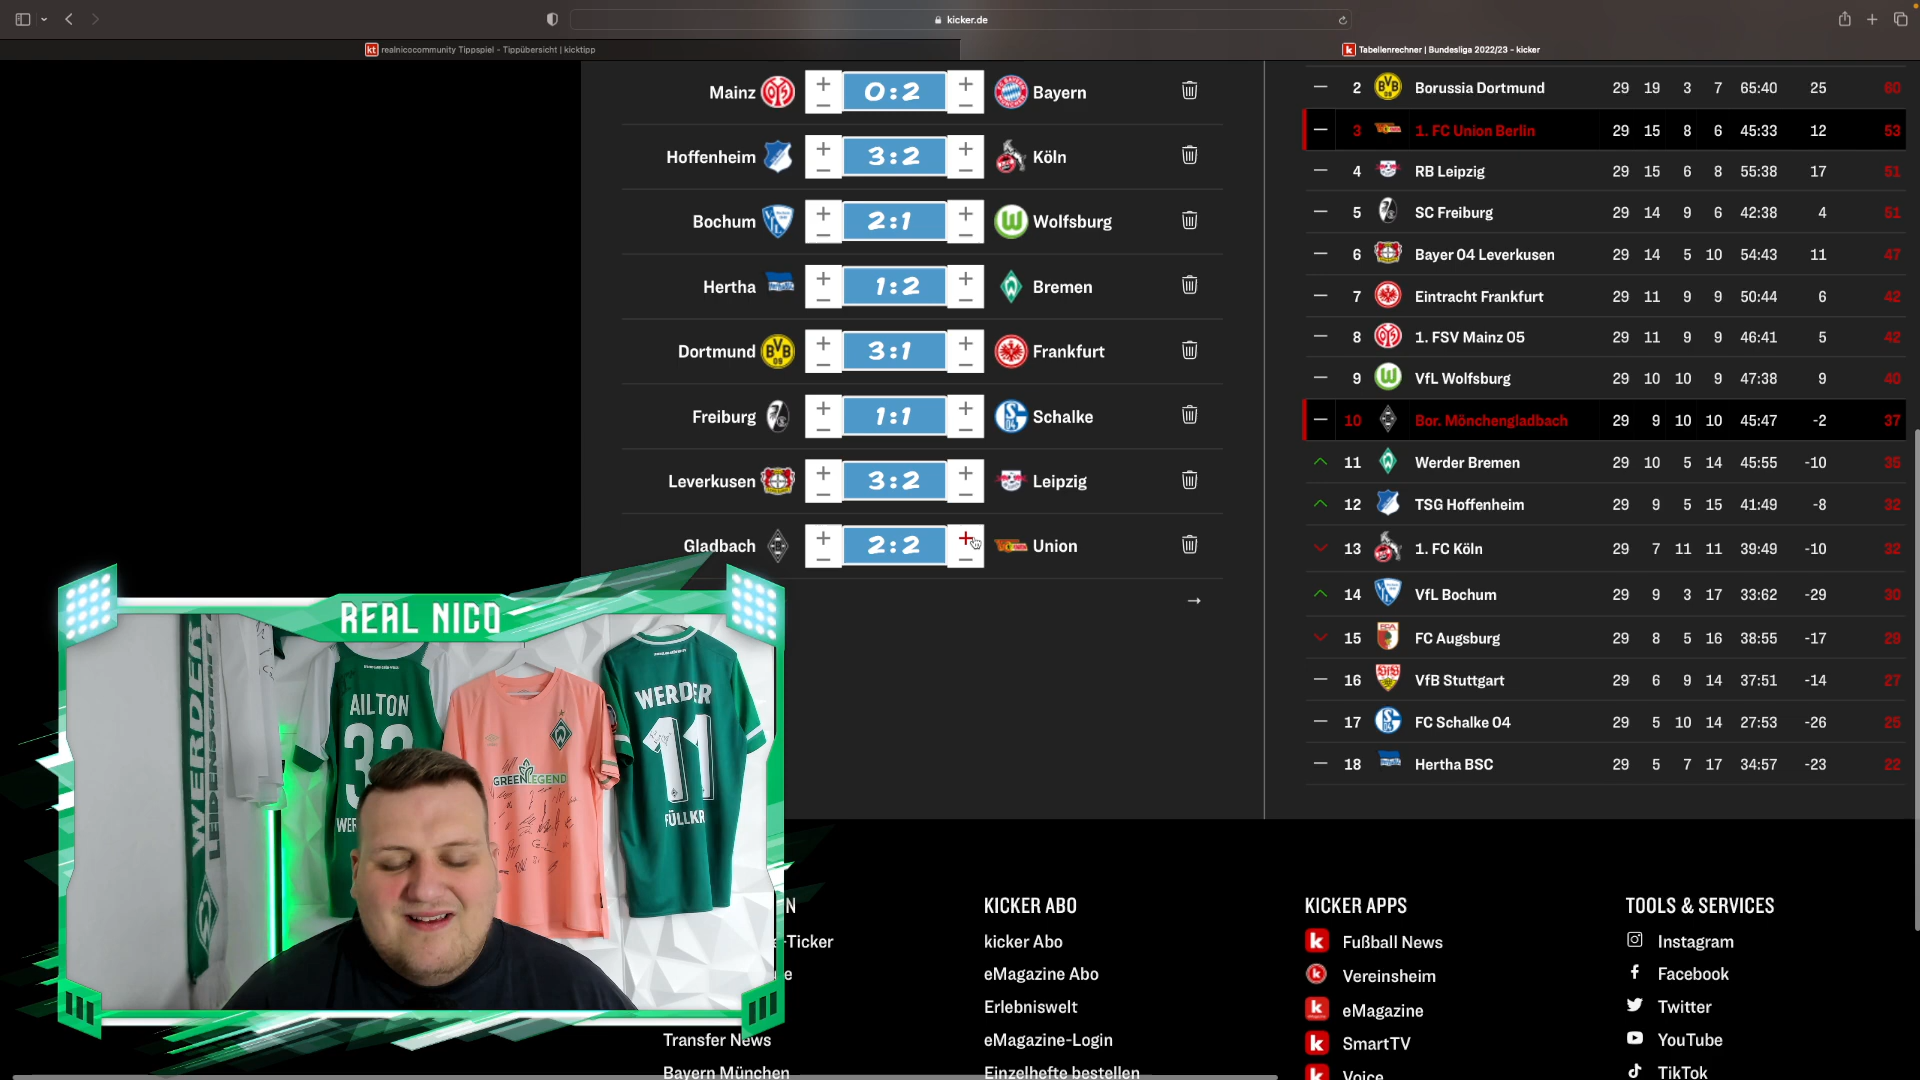 kicker.de
realnicocommunity Tippspiel - Tippübersicht | kicktipp
Tabellenrechner | Bundesliga 2022/23 - kicker
Mainz 0:2 Bayern
Hoffenheim 3:2 Köln
Bochum 2:1 Wolfsburg
Hertha 1:2 Bremen
Dortmund 3:1 Frankfurt
Freiburg 1:1 Schalke
Leverkusen 3:2 Leipzig
Gladbach 2:2 Union
→
2 Borussia Dortmund 29 19 3 7 65:40 25 60
3 1. FC Union Berlin 29 15 8 6 45:33 12 53
4 RB Leipzig 29 15 6 8 55:38 17 51
5 SC Freiburg 29 14 9 6 42:38 4 51
6 Bayer 04 Leverkusen 29 14 5 10 54:43 11 47
7 Eintracht Frankfurt 29 11 9 9 50:44 6 42
8 1. FSV Mainz 05 29 11 9 9 46:41 5 42
9 VfL Wolfsburg 29 10 10 9 47:38 9 40
10 Bor. Mönchengladbach 29 9 10 10 45:47 -2 37
11 Werder Bremen 29 10 5 14 45:55 -10 35
12 TSG Hoffenheim 29 9 5 15 41:49 -8 32
13 1. FC Köln 29 7 11 11 39:49 -10 32
14 VfL Bochum 29 9 3 17 33:62 -29 30
15 FC Augsburg 29 8 5 16 38:55 -17 29
16 VfB Stuttgart 29 6 9 14 37:51 -14 27
17 FC Schalke 04 29 5 10 14 27:53 -26 25
18 Hertha BSC 29 5 7 17 34:57 -23 22
REAL NICO
WERDER
AILTON
GREEN LEGEND
WERDER
11
FÜLLKR
N
-Ticker
e
Transfer News
Bayern München
KICKER ABO
kicker Abo
eMagazine Abo
Erlebniswelt
eMagazine-Login
Einzelhefte bestellen
KICKER APPS
Fußball News
Vereinsheim
eMagazine
SmartTV
Voice
TOOLS & SERVICES
Instagram
Facebook
Twitter
YouTube
TikTok